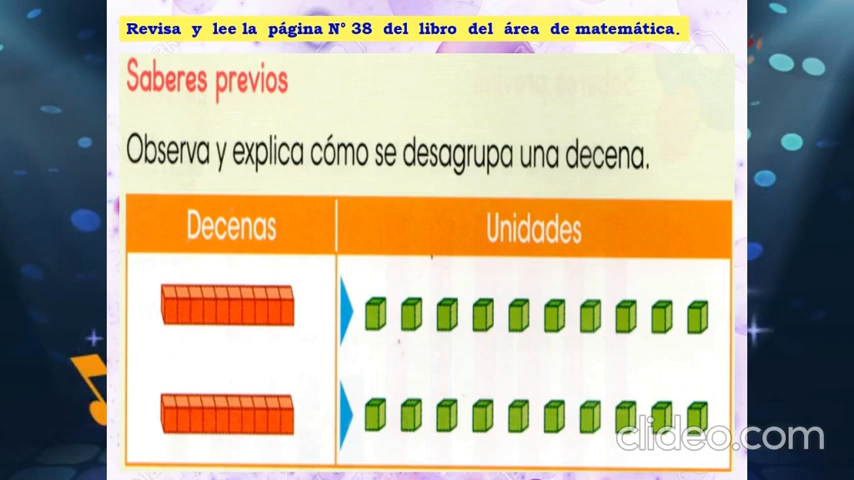 Revisa y lee la página N° 38 del libro del área de matemática.
Saberes previos
Observa y explica cómo se desagrupa una decena.
Decenas Unidades
clideo.com